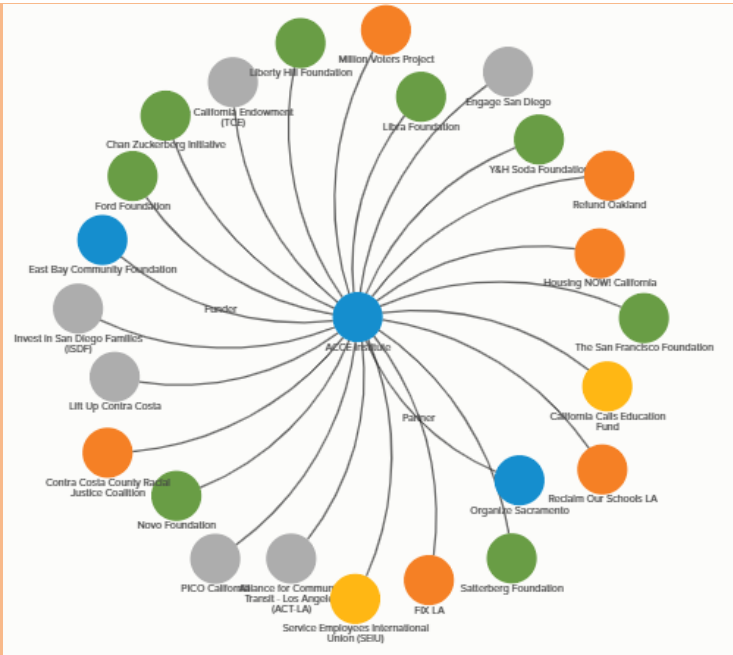 Million Voters Project
Liberty Hill Foundation
Engage San Diego
California Endowment
(TCE)
Libra Foundation
Chan Zuckerberg Initiative
Y&H Soda Foundation
Ford Foundation
Refund Oakland
East Bay Community Foundation
Housing NOW! California
Funder
Invest in San Diego Families
(ISDF)
ACCE Institute
The San Francisco Foundation
Lift Up Contra Costa
Partner
California Calls Education
Fund
Contra Costa County Racial
Justice Coalition
Reclaim Our Schools LA
Organize Sacramento
Novo Foundation
PICO California
Alliance for Commun
Transit - Los Angele
(ACT-LA)
Satterberg Foundation
FIX LA
Service Employees International
Union (SEIU)